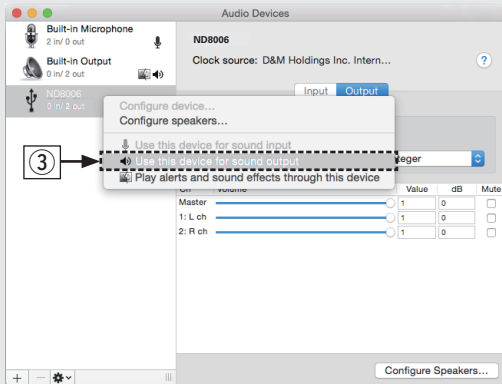 Audio Devices
Built-in Microphone
2 in/ 0 out
Built-in Output
0 in/ 2 out
ND8006
0 in/ 2 out
ND8006
Clock source: D&M Holdings Inc. Intern...
?
Input Output
Configure device...
Configure speakers...
Use this device for sound input
③ Use this device for sound output
Play alerts and sound effects through this device
teger
Ch Volume Value dB Mute
Master 1 0
1: L ch 1 0
2: R ch 1 0
Configure Speakers...